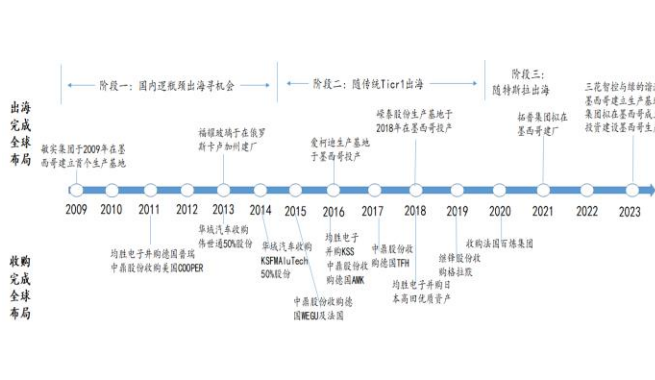 阶段一：国内逻瓶颈出海寻机会
阶段二：随传统Ticr1出海
阶段三：
随特斯拉出海
出海
完成
全球
布局
敏实集团于2009年在墨
西哥建立首个生产基地
福耀玻璃于在俄罗
斯卡卢加州建厂
爱柯迪生产基地
于墨西哥投产
嵘泰股份生产基地于
2018年在墨西哥投产
拓普集团拟在
墨西哥建厂
三花智控与绿的谐波
墨西哥建立生产基地
集团拟在墨西哥成立
投资建设墨西哥生产
2009
2010
2011
2012
2013
2014
2015
2016
2017
2018
2019
2020
2021
2022
2023
收购
完成
全球
布局
均胜电子并购德国普瑞
中鼎股份收购美国COOPER
华域汽车收购
伟世通50%股份
华域汽车收购
KSFMAluTech
50%股份
中鼎股份收购德
国WEGU及法国
均胜电子
并购KSS
中鼎股份收
购德国AMK
中鼎股份收
购德国TFH
均胜电子并购日
本高田优质资产
继锋股份收
购格拉默
收购法国百炼集团